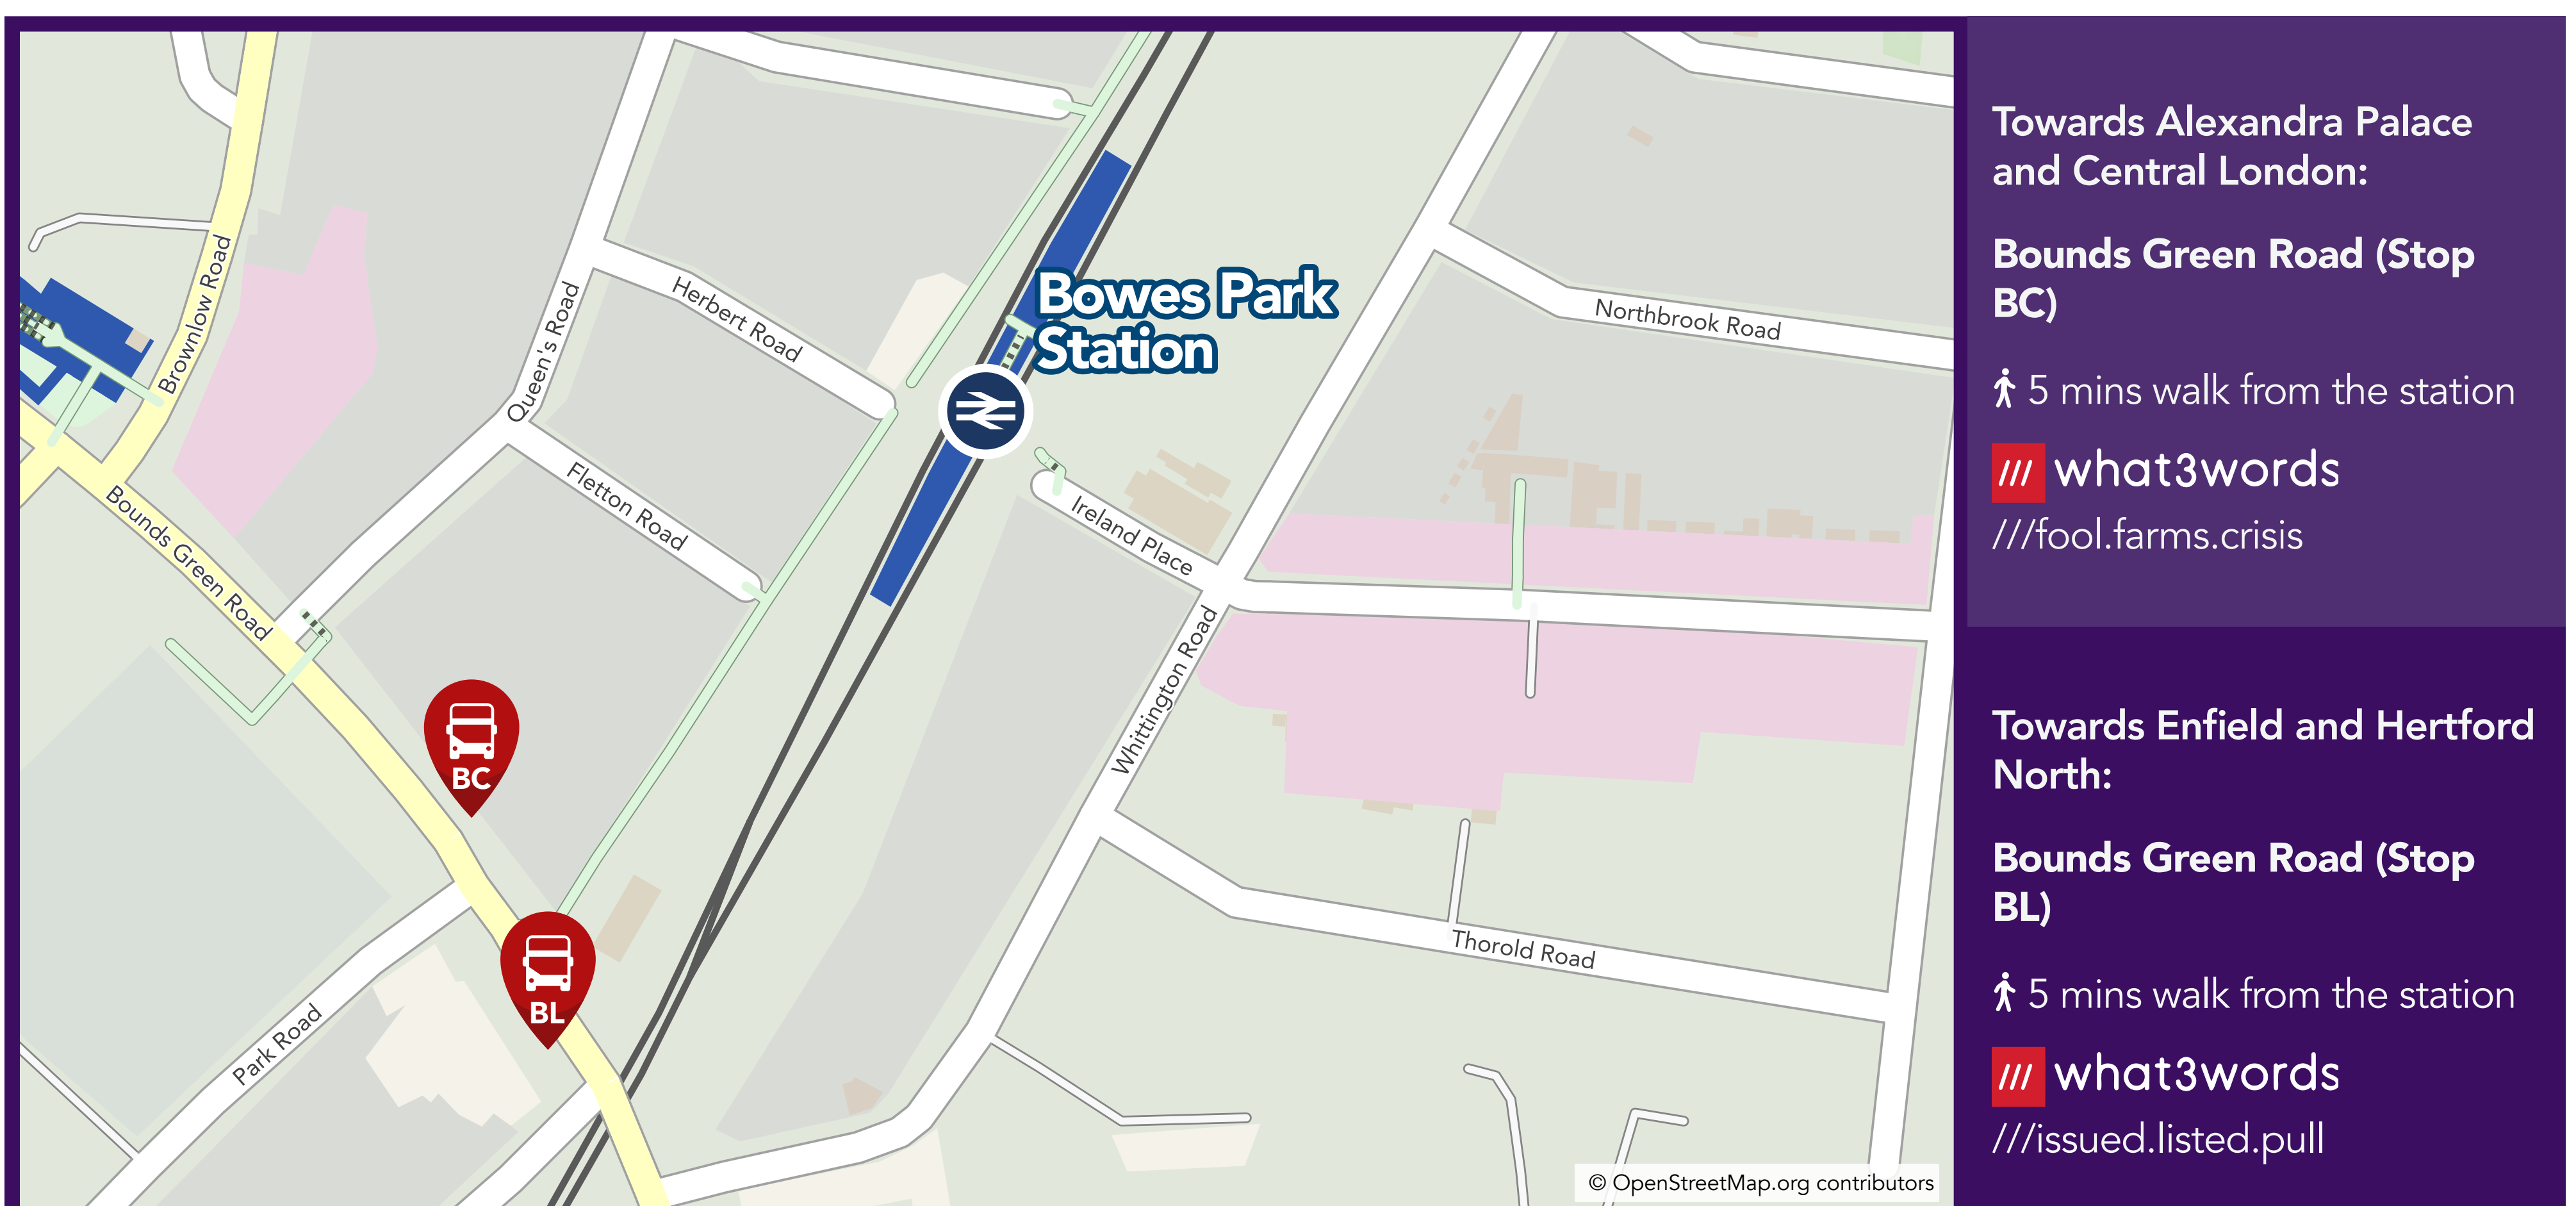 Brownlow Road
Queen's Road
Herbert Road
Bowes Park
Station
Northbrook Road
Fletton Road
Bounds Green Road
Ireland Place
Whittington Road
BC
BL
Park Road
Thorold Road
© OpenStreetMap.org contributors
Towards Alexandra Palace
and Central London:
Bounds Green Road (Stop
BC)
5 mins walk from the station
/// what3words
///fool.farms.crisis
Towards Enfield and Hertford
North:
Bounds Green Road (Stop
BL)
5 mins walk from the station
/// what3words
///issued.listed.pull